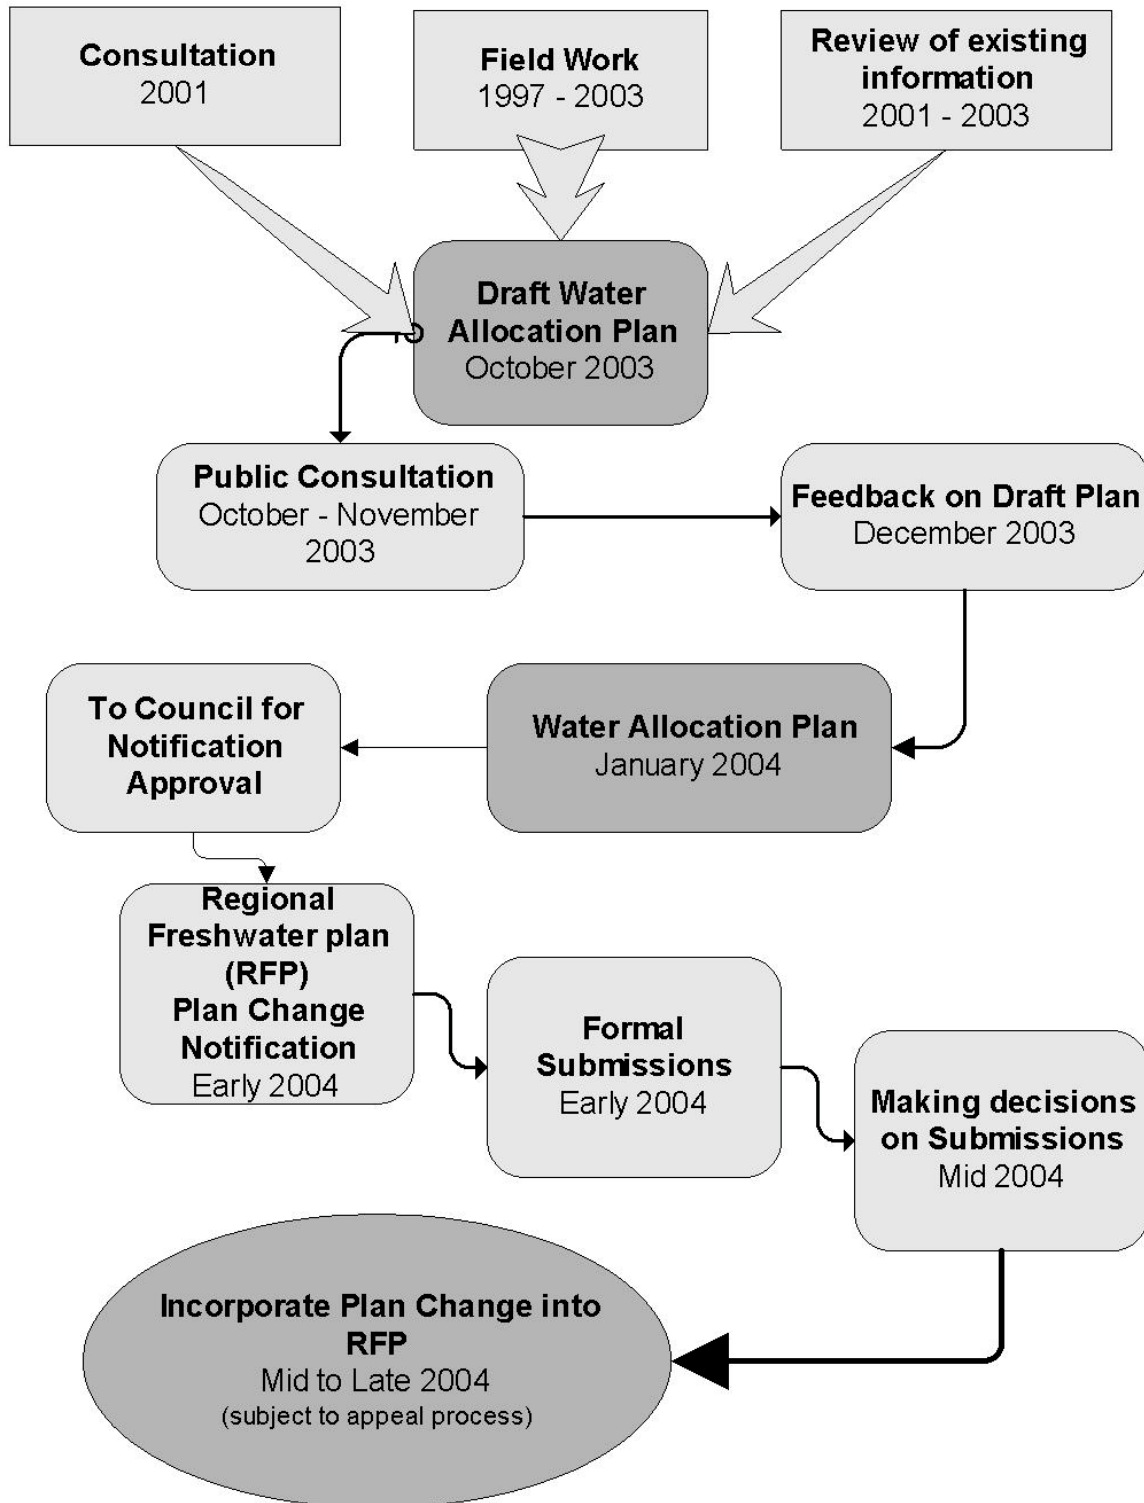 Consultation
2001
Field Work
1997 - 2003
Review of existing
information
2001 - 2003
Draft Water
Allocation Plan
October 2003
Public Consultation
October - November
2003
Feedback on Draft Plan
December 2003
Water Allocation Plan
January 2004
To Council for
Notification
Approval
Regional
Freshwater plan
(RFP)
Plan Change
Notification
Early 2004
Formal
Submissions
Early 2004
Making decisions
on Submissions
Mid 2004
Incorporate Plan Change into
RFP
Mid to Late 2004
(subject to appeal process)